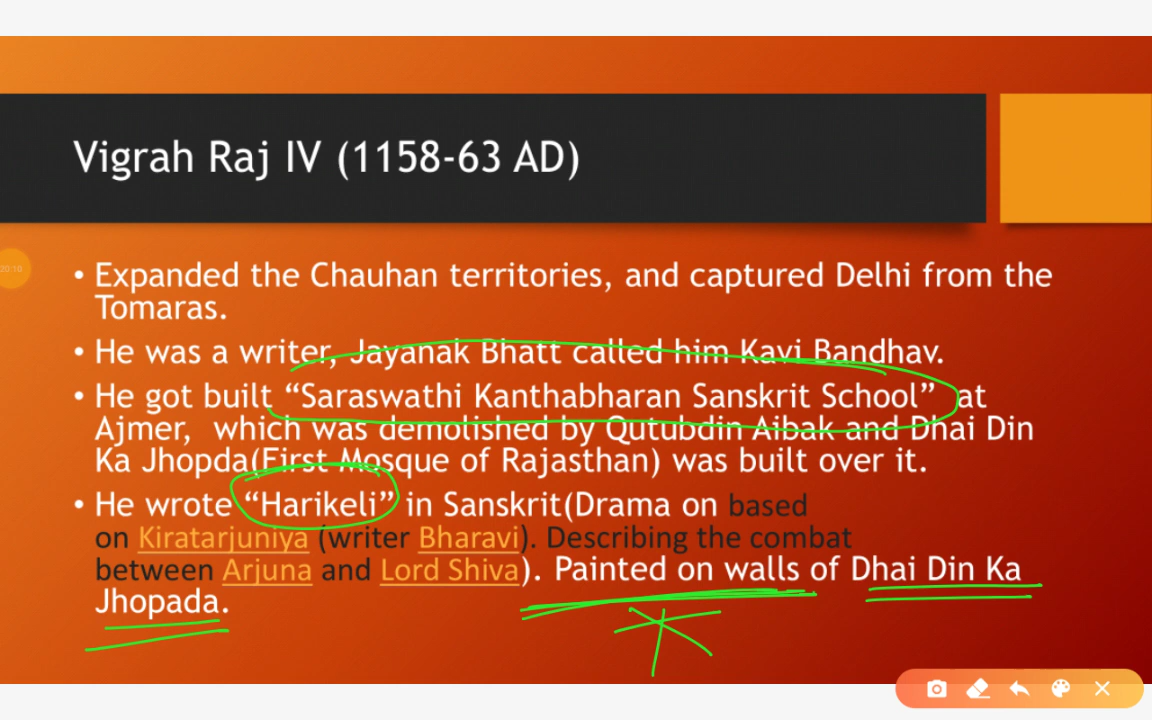 Vigrah Raj IV (1158-63 AD)
20:10
• Expanded the Chauhan territories, and captured Delhi from the
Tomaras.
• He was a writer, Jayanak Bhatt called him Kavi Bandhav.
• He got built “Saraswathi Kanthabharan Sanskrit School” at
Ajmer, which was demolished by Qutubdin Aibak and Dhai Din
Ka Jhopda(First Mosque of Rajasthan) was built over it.
• He wrote “Harikeli” in Sanskrit(Drama on based
on Kiratarjuniya (writer Bharavi). Describing the combat
between Arjuna and Lord Shiva). Painted on walls of Dhai Din Ka
Jhopada.